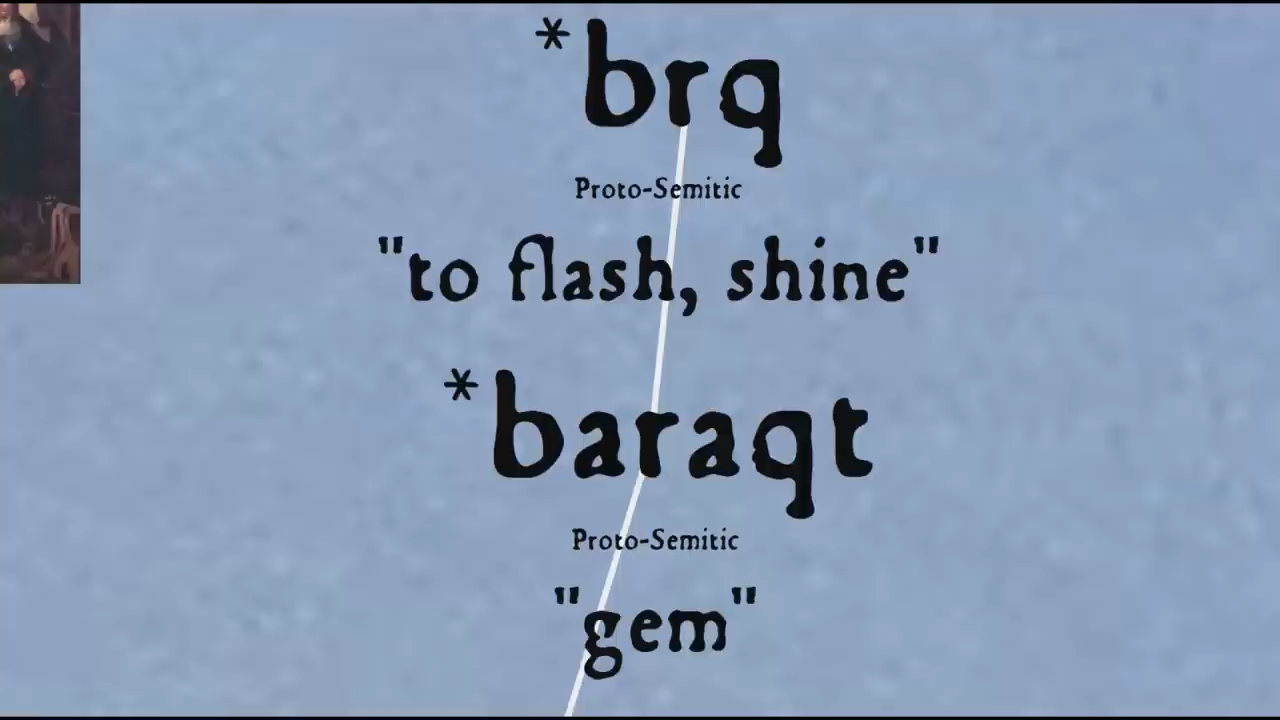 *brq
Proto-Semitic
"to flash, shine"
*baraqt
Proto-Semitic
"gem"